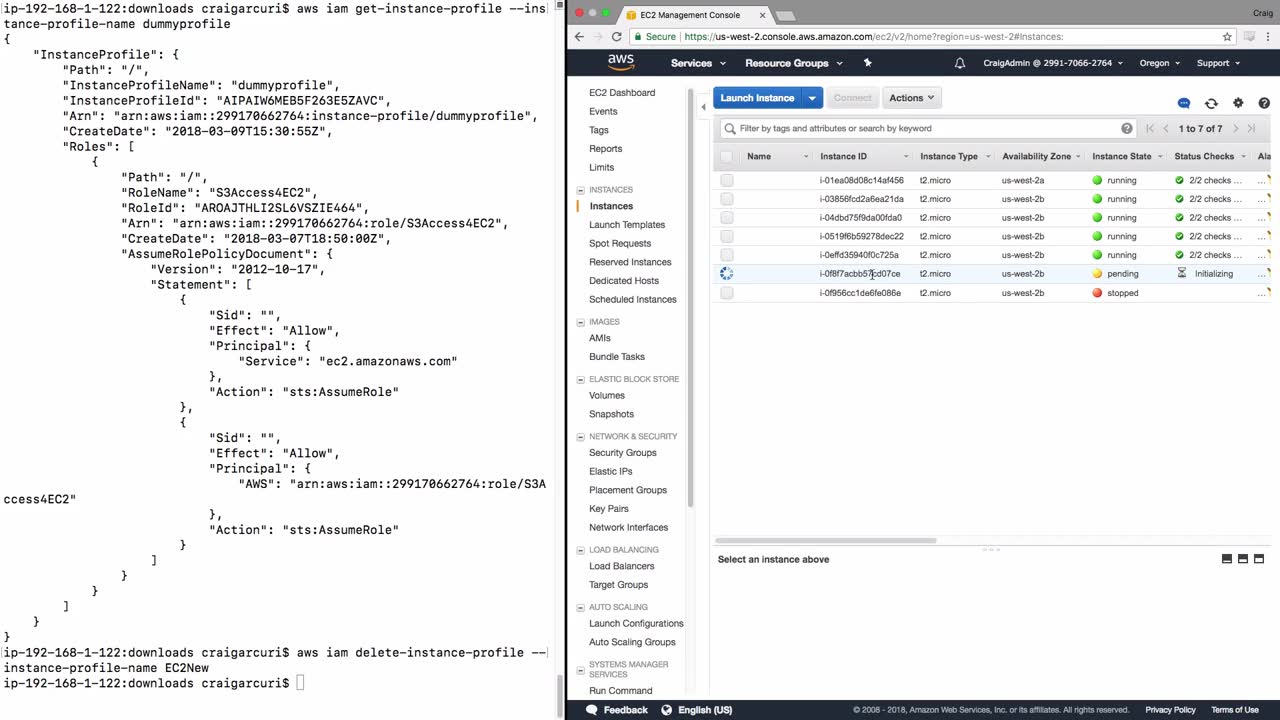 ip-192-168-1-122:downloads craigarcuri$ aws iam get-instance-profile --ins
tance-profile-name dummyprofile
{
    "InstanceProfile": {
        "Path": "/",
        "InstanceProfileName": "dummyprofile",
        "InstanceProfileId": "AIPAIW6MEB5F263E5ZAVC",
        "Arn": "arn:aws:iam::299170662764:instance-profile/dummyprofile",
        "CreateDate": "2018-03-09T15:30:55Z",
        "Roles": [
            {
                "Path": "/",
                "RoleName": "S3Access4EC2",
                "RoleId": "AROAJTHLI2SL6VSZIE464",
                "Arn": "arn:aws:iam::299170662764:role/S3Access4EC2",
                "CreateDate": "2018-03-07T18:50:00Z",
                "AssumeRolePolicyDocument": {
                    "Version": "2012-10-17",
                    "Statement": [
                        {
                            "Sid": "",
                            "Effect": "Allow",
                            "Principal": {
                                "Service": "ec2.amazonaws.com"
                            },
                            "Action": "sts:AssumeRole"
                        },
                        {
                            "Sid": "",
                            "Effect": "Allow",
                            "Principal": {
                                "AWS": "arn:aws:iam::299170662764:role/S3A
ccess4EC2"
                            },
                            "Action": "sts:AssumeRole"
                        }
                    ]
                }
            }
        ]
    }
}
ip-192-168-1-122:downloads craigarcuri$ aws iam delete-instance-profile --
instance-profile-name EC2New
ip-192-168-1-122:downloads craigarcuri$
EC2 Management Console
Craig
Secure https://us-west-2.console.aws.amazon.com/ec2/v2/home?region=us-west-2#Instances:
aws Services Resource Groups CraigAdmin @ 2991-7066-2764 Oregon Support
EC2 Dashboard
Events
Tags
Reports
Limits
INSTANCES
Instances
Launch Templates
Spot Requests
Reserved Instances
Dedicated Hosts
Scheduled Instances
IMAGES
AMIs
Bundle Tasks
ELASTIC BLOCK STORE
Volumes
Snapshots
NETWORK & SECURITY
Security Groups
Elastic IPs
Placement Groups
Key Pairs
Network Interfaces
LOAD BALANCING
Load Balancers
Target Groups
AUTO SCALING
Launch Configurations
Auto Scaling Groups
SYSTEMS MANAGER
SERVICES
Run Command
Launch Instance Connect Actions
Filter by tags and attributes or search by keyword 1 to 7 of 7
Name Instance ID Instance Type Availability Zone Instance State Status Checks Ala
i-01ea08d08c14af456 t2.micro us-west-2a running 2/2 checks ... ...
i-03856fcd2a6ea21da t2.micro us-west-2b running 2/2 checks ... ...
i-04dbd75f9da00fda0 t2.micro us-west-2b running 2/2 checks ... ...
i-0519f6b59278dec22 t2.micro us-west-2b running 2/2 checks ... ...
i-0effd35940f0c725a t2.micro us-west-2b running 2/2 checks ... ...
t2.micro us-west-2b pending Initializing ...
i-0f956cc1de6fe086e t2.micro us-west-2b stopped ...
Select an instance above
Feedback English (US) © 2008 - 2018, Amazon Web Services, Inc. or its affiliates. All rights reserved. Privacy Policy Terms of Use